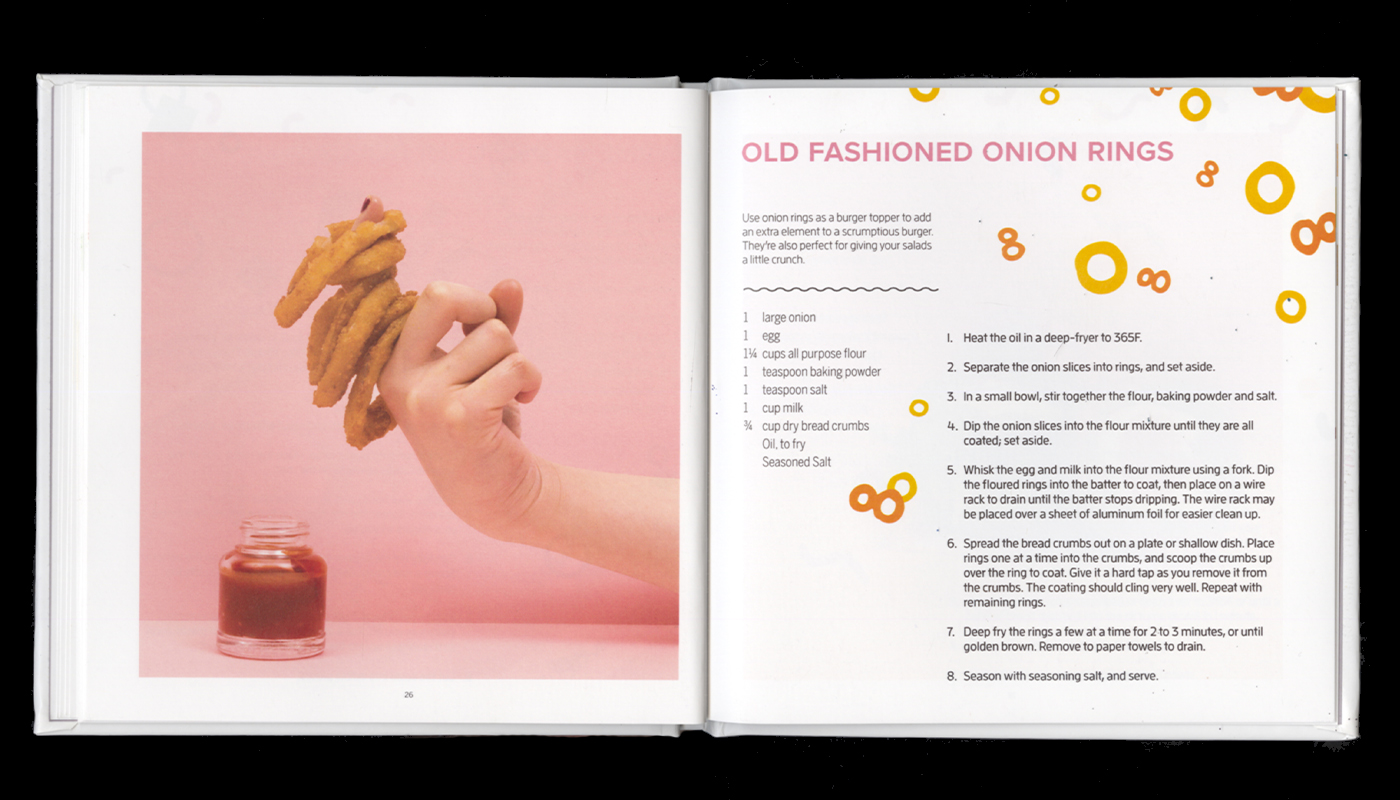 26
OLD FASHIONED ONION RINGS
Use onion rings as a burger topper to add
an extra element to a scrumptious burger.
They're also perfect for giving your salads
a little crunch.
1 large onion
1 egg
1¼ cups all purpose flour
1 teaspoon baking powder
1 teaspoon salt
1 cup milk
¾ cup dry bread crumbs
Oil, to fry
Seasoned Salt
1. Heat the oil in a deep-fryer to 365F.
2. Separate the onion slices into rings, and set aside.
3. In a small bowl, stir together the flour, baking powder and salt.
4. Dip the onion slices into the flour mixture until they are all
coated; set aside.
5. Whisk the egg and milk into the flour mixture using a fork. Dip
the floured rings into the batter to coat, then place on a wire
rack to drain until the batter stops dripping. The wire rack may
be placed over a sheet of aluminum foil for easier clean up.
6. Spread the bread crumbs out on a plate or shallow dish. Place
rings one at a time into the crumbs, and scoop the crumbs up
over the ring to coat. Give it a hard tap as you remove it from
the crumbs. The coating should cling very well. Repeat with
remaining rings.
7. Deep fry the rings a few at a time for 2 to 3 minutes, or until
golden brown. Remove to paper towels to drain.
8. Season with seasoning salt, and serve.